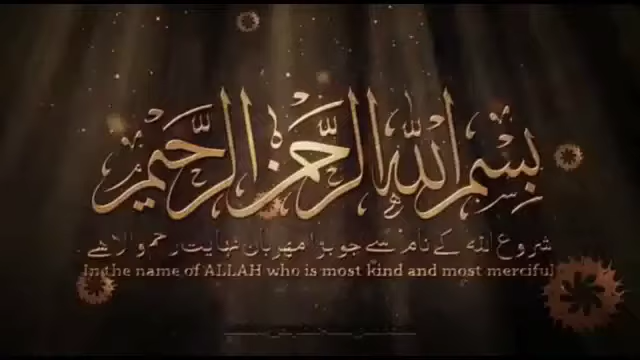 بسم الله الرحمن الرحيم
شروع اللہ کے نام سے جو بڑا مہربان نہایت رحم والا ہے
In the name of ALLAH who is most kind and most merciful